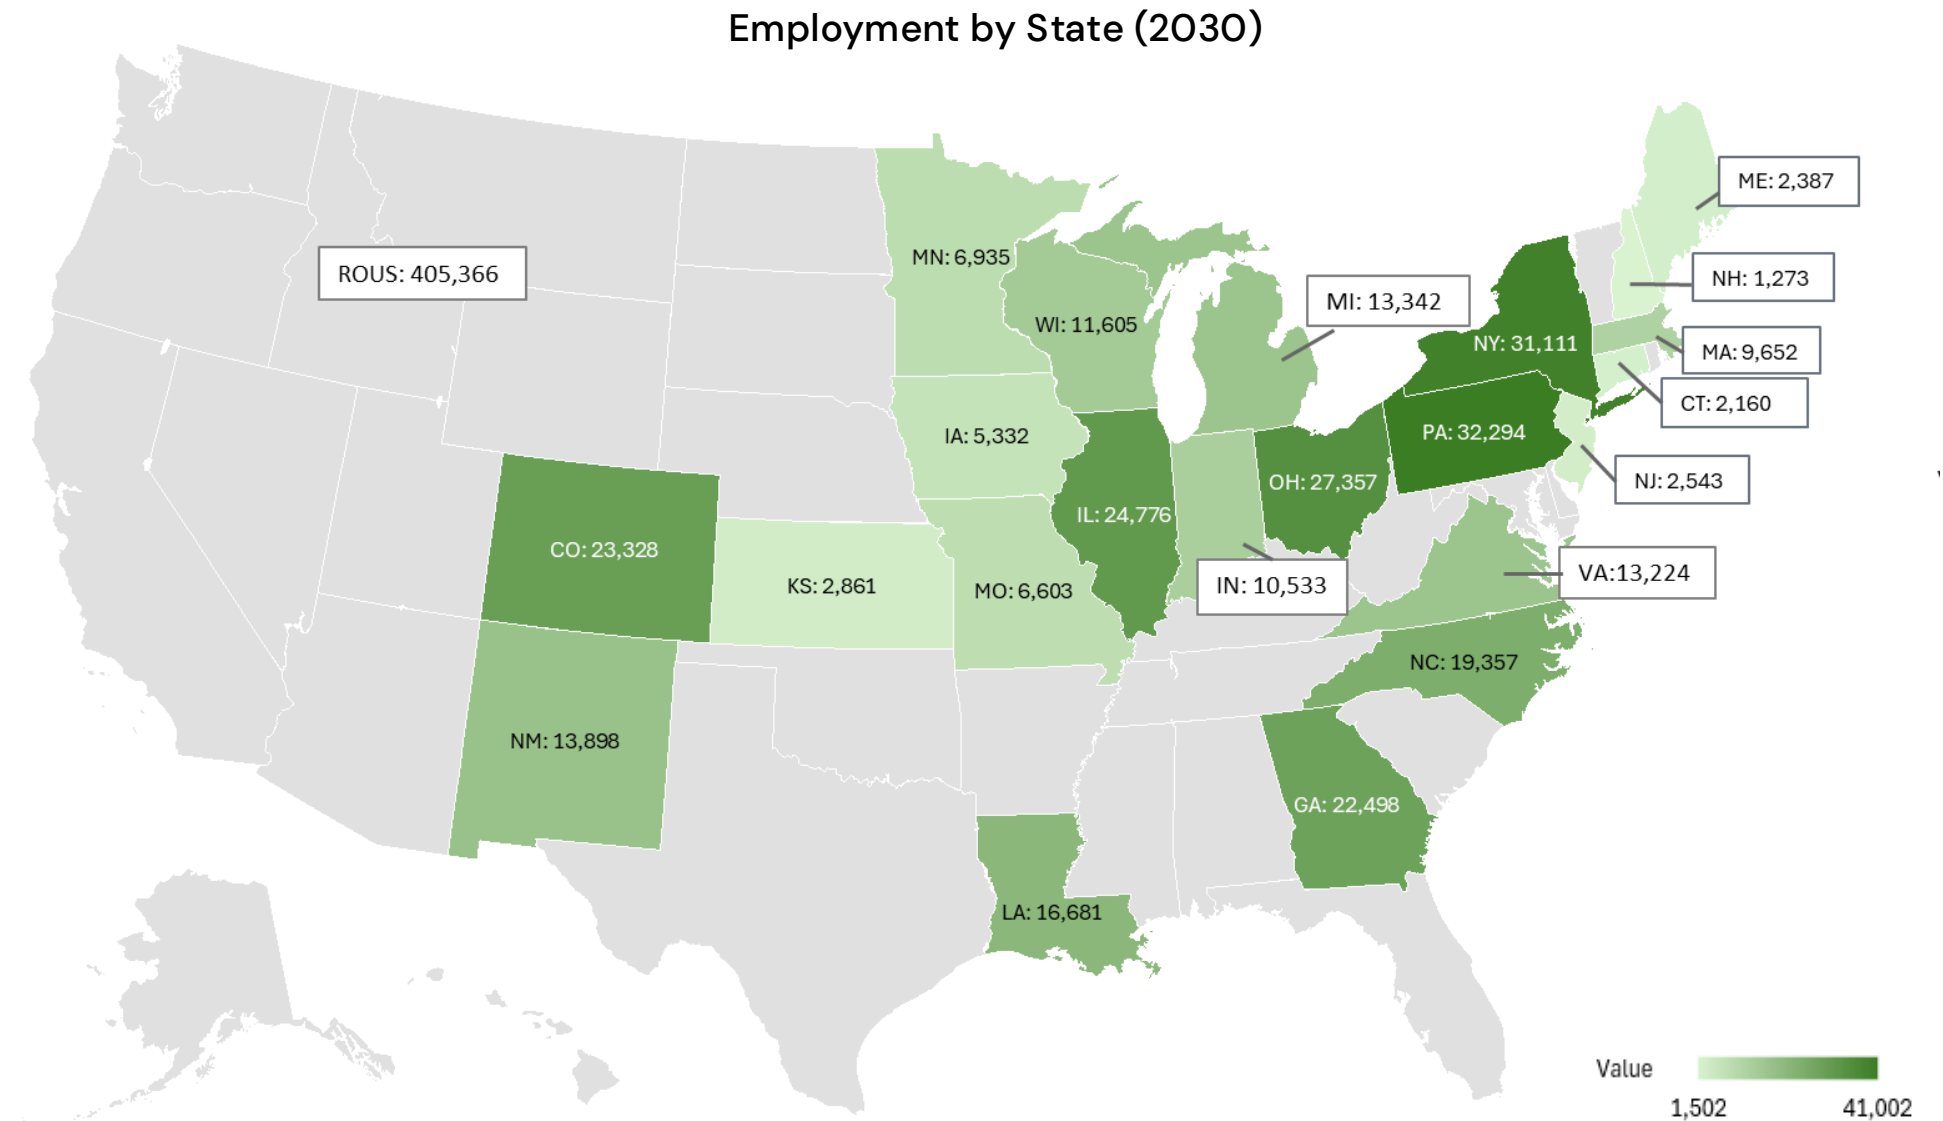 Employment by State (2030)
ME: 2,387
MN: 6,935
ROUS: 405,366
NH: 1,273
MI: 13,342
WI: 11,605
NY: 31,111
MA: 9,652
CT: 2,160
IA: 5,332
PA: 32,294
OH: 27,357
NJ: 2,543
IL: 24,776
CO: 23,328
KS: 2,861
MO: 6,603
IN: 10,533
VA:13,224
NC: 19,357
NM: 13,898
GA: 22,498
LA: 16,681
Value
1,502
41,002